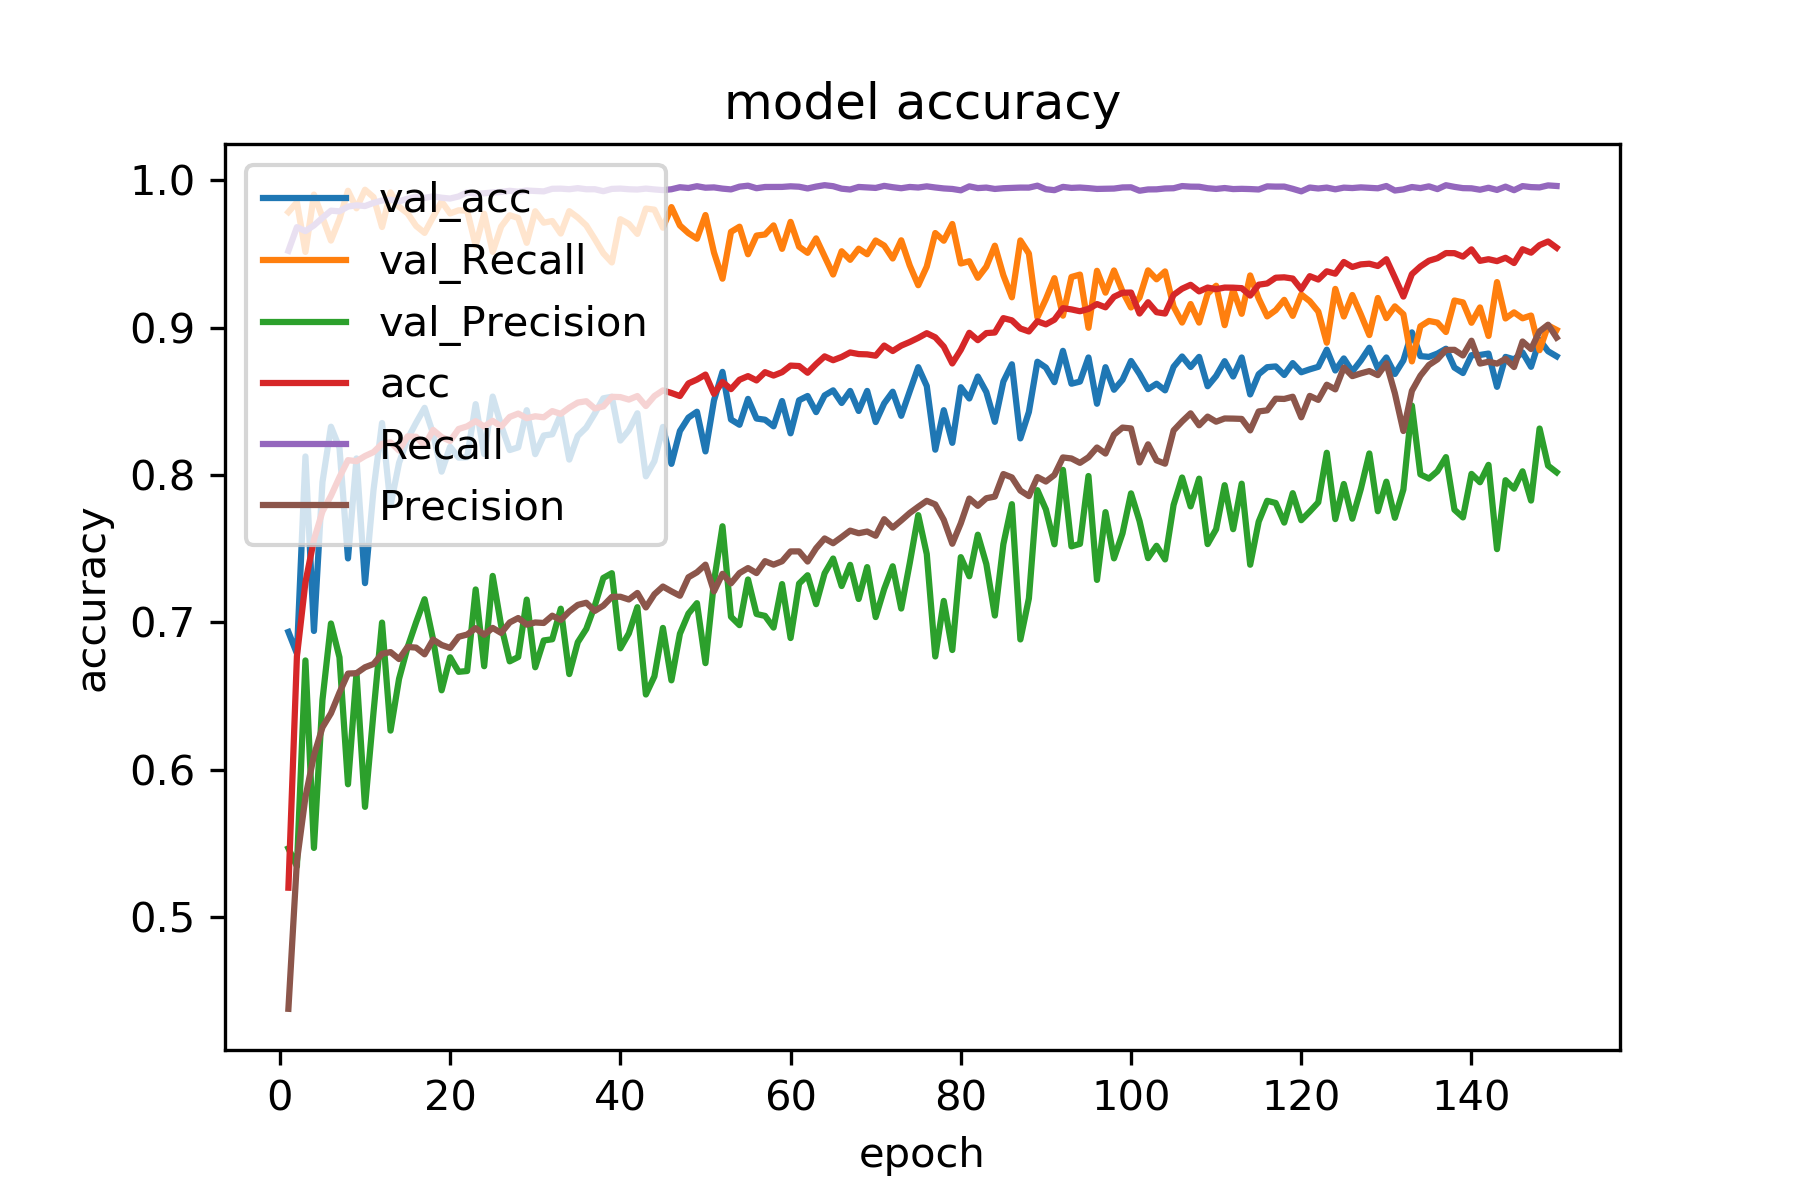 model accuracy
accuracy
1.0
0.9
0.8
0.7
0.6
0.5
val_acc
val_Recall
val_Precision
acc
Recall
Precision
0 20 40 60 80 100 120 140
epoch